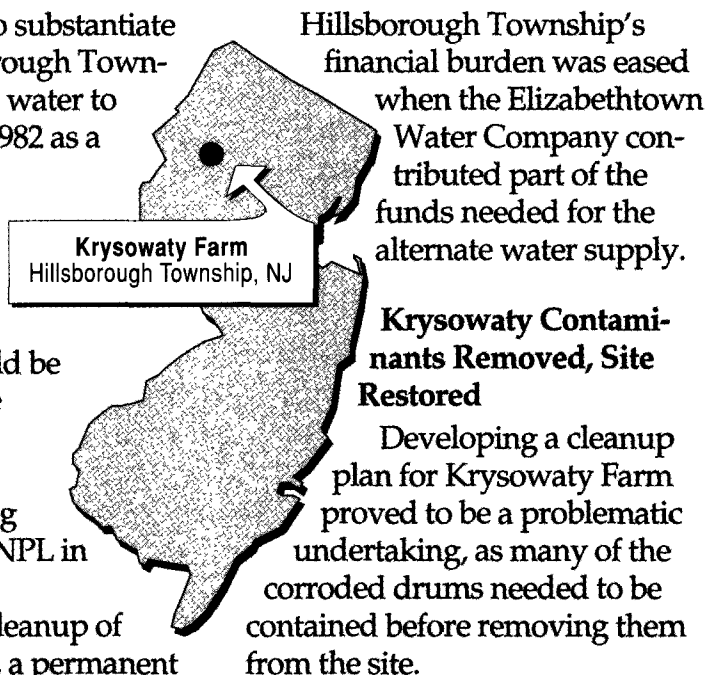 o substantiate
rough Town-
water to
982 as a
ld be
g
NPL in
leanup of
a permanent
Krysowaty Farm
Hillsborough Township, NJ
Hillsborough Township's
financial burden was eased
when the Elizabethtown
Water Company con-
tributed part of the
funds needed for the
alternate water supply.
Krysowaty Contami-
nants Removed, Site
Restored
Developing a cleanup
plan for Krysowaty Farm
proved to be a problematic
undertaking, as many of the
corroded drums needed to be
contained before removing them
from the site.